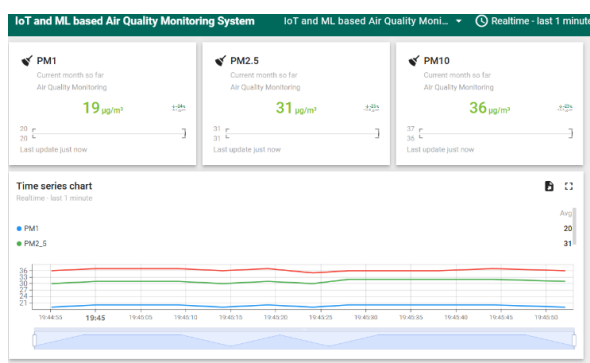 IoT and ML based Air Quality Monitoring System IoT and ML based Air Quality Moni... Realtime - last 1 minute
PM1
Current month so far
Air Quality Monitoring
19 µg/m³
20
20
Last update just now
PM2.5
Current month so far
Air Quality Monitoring
31 µg/m³
31
31
Last update just now
PM10
Current month so far
Air Quality Monitoring
36 µg/m³
37
36
Last update just now
Time series chart
Realtime - last 1 minute
Avg
PM1 20
PM2_5 31
36
33
30
27
24
21
19:44:55 19:45 19:45:05 19:45:10 19:45:15 19:45:20 19:45:25 19:45:30 19:45:35 19:45:40 19:45:45 19:45:50